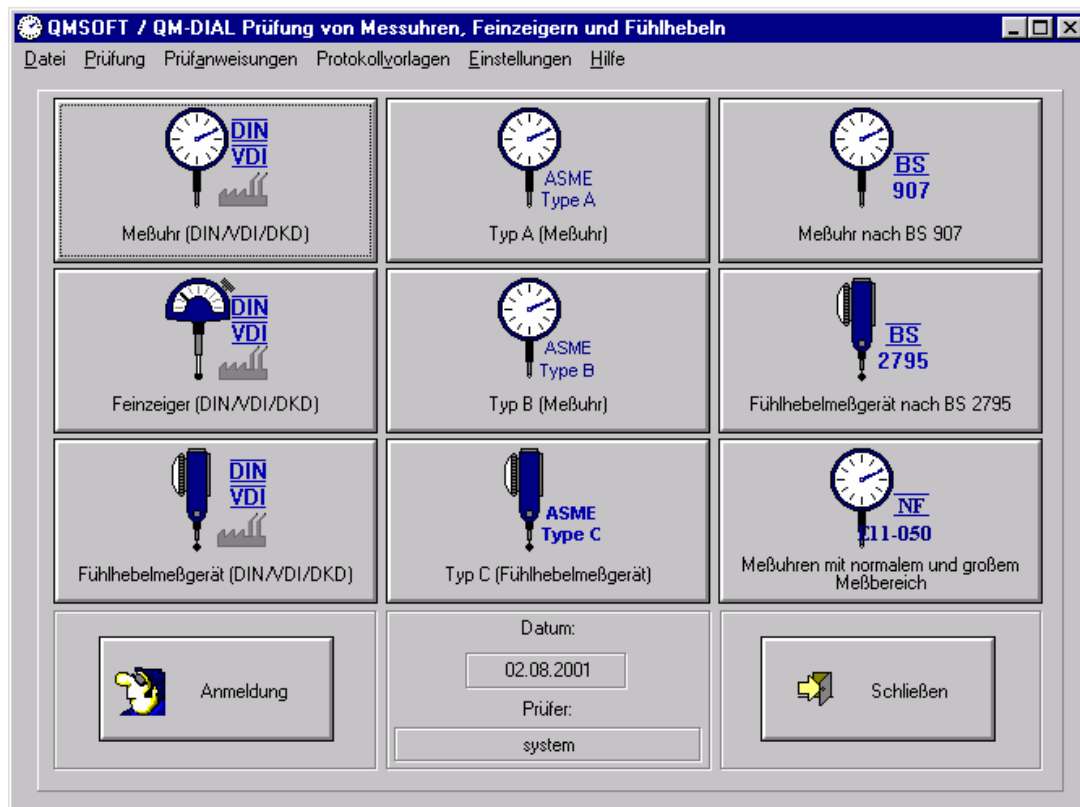 QMSOFT / QM-DIAL Prüfung von Messuhren, Feinzeigern und Fühlhebeln
Datei Prüfung Prüfanweisungen Protokollvorlagen Einstellungen Hilfe
DIN
VDI
Meßuhr (DIN/VDI/DKD)
ASME
Type A
Typ A (Meßuhr)
BS
907
Meßuhr nach BS 907
DIN
VDI
Feinzeiger (DIN/VDI/DKD)
ASME
Type B
Typ B (Meßuhr)
BS
2795
Fühlhebelmeßgerät nach BS 2795
DIN
VDI
Fühlhebelmeßgerät (DIN/VDI/DKD)
ASME
Type C
Typ C (Fühlhebelmeßgerät)
NF
E11-050
Meßuhren mit normalem und großem
Meßbereich
Anmeldung
Datum:
02.08.2001
Prüfer:
system
Schließen